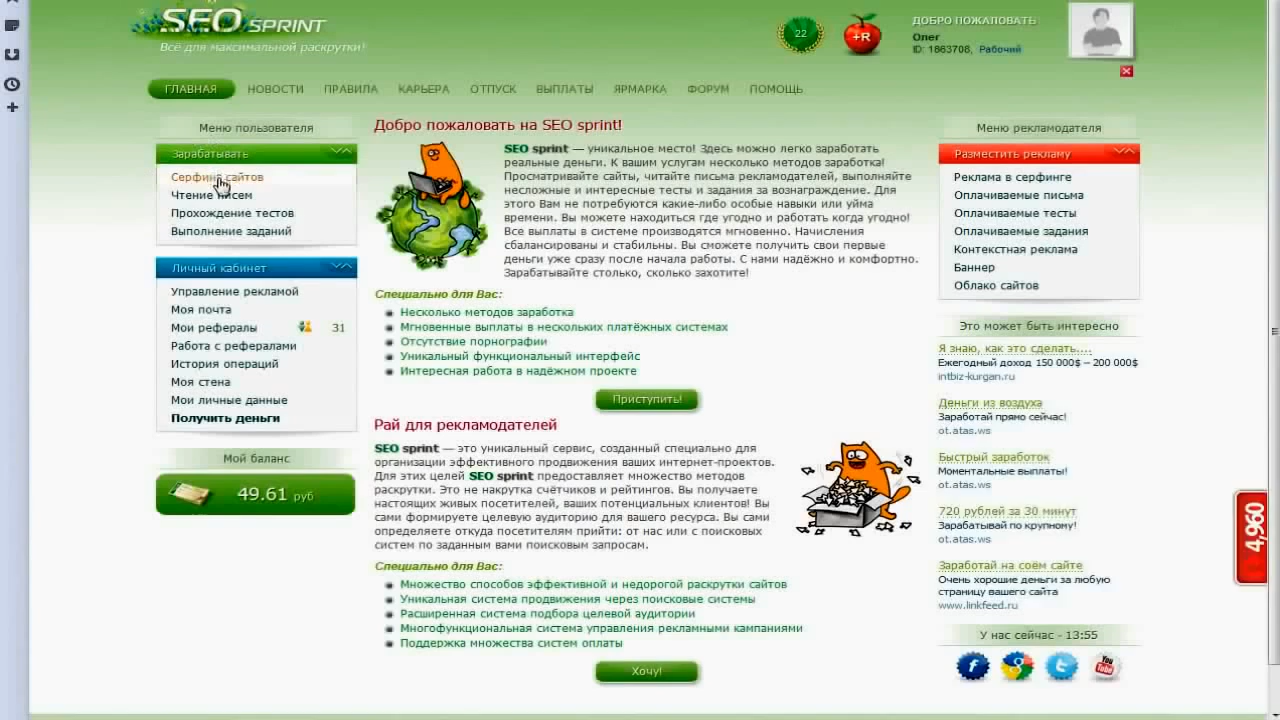 SEO SPRINT
Всё для максимальной раскрутки!
22
+R
ДОБРО ПОЖАЛОВАТЬ
Олег
ID: 1863708, Рабочий
ГЛАВНАЯ НОВОСТИ ПРАВИЛА КАРЬЕРА ОТПУСК ВЫПЛАТЫ ЯРМАРКА ФОРУМ ПОМОЩЬ
Меню пользователя
Зарабатывать
Серфинг сайтов
Чтение писем
Прохождение тестов
Выполнение заданий
Личный кабинет
Управление рекламой
Моя почта
Мои рефералы 31
Работа с рефералами
История операций
Моя стена
Мои личные данные
Получить деньги
Мой баланс
49.61 руб
Добро пожаловать на SEO sprint!
SEO sprint — уникальное место! Здесь можно легко заработать
реальные деньги. К вашим услугам несколько методов заработка!
Просматривайте сайты, читайте письма рекламодателей, выполняйте
несложные и интересные тесты и задания за вознаграждение. Для
этого Вам не потребуются какие-либо особые навыки или уйма
времени. Вы можете находиться где угодно и работать когда угодно!
Все выплаты в системе производятся мгновенно. Начисления
сбалансированы и стабильны. Вы сможете получить свои первые
деньги уже сразу после начала работы. С нами надёжно и комфортно.
Зарабатывайте столько, сколько захотите!
Специально для Вас:
Несколько методов заработка
Мгновенные выплаты в нескольких платёжных системах
Отсутствие порнографии
Уникальный функциональный интерфейс
Интересная работа в надёжном проекте
Приступить!
Рай для рекламодателей
SEO sprint — это уникальный сервис, созданный специально для
организации эффективного продвижения ваших интернет-проектов.
Для этих целей SEO sprint предоставляет множество методов
раскрутки. Это не накрутка счётчиков и рейтингов. Вы получаете
настоящих живых посетителей, ваших потенциальных клиентов! Вы
сами формируете целевую аудиторию для вашего ресурса. Вы сами
определяете откуда посетителям прийти: от нас или с поисковых
систем по заданным вами поисковым запросам.
Специально для Вас:
Множество способов эффективной и недорогой раскрутки сайтов
Уникальная система продвижения через поисковые системы
Расширенная система подбора целевой аудитории
Многофункциональная система управления рекламными кампаниями
Поддержка множества систем оплаты
Хочу!
Меню рекламодателя
Разместить рекламу
Реклама в серфинге
Оплачиваемые письма
Оплачиваемые тесты
Оплачиваемые задания
Контекстная реклама
Баннер
Облако сайтов
Это может быть интересно
Я знаю, как это сделать....
Ежегодный доход 150 000$ – 200 000$
intbiz-kurgan.ru
Деньги из воздуха
Заработай прямо сейчас!
ot.atas.ws
Быстрый заработок
Моментальные выплаты!
ot.atas.ws
720 рублей за 30 минут
Зарабатывай по крупному!
ot.atas.ws
Заработай на соём сайте
Очень хорошие деньги за любую
страницу вашего сайта
www.linkfeed.ru
У нас сейчас - 13:55
You
Tube
4,960